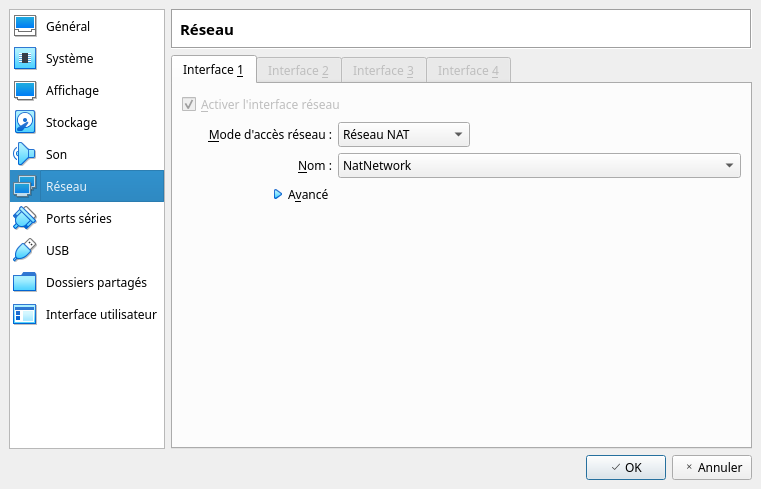 Général
Système
Affichage
Stockage
Son
Réseau
Ports séries
USB
Dossiers partagés
Interface utilisateur
Réseau
Interface 1
Interface 2
Interface 3
Interface 4
Activer l'interface réseau
Mode d'accès réseau :
Réseau NAT
Nom :
NatNetwork
Avancé
OK
Annuler